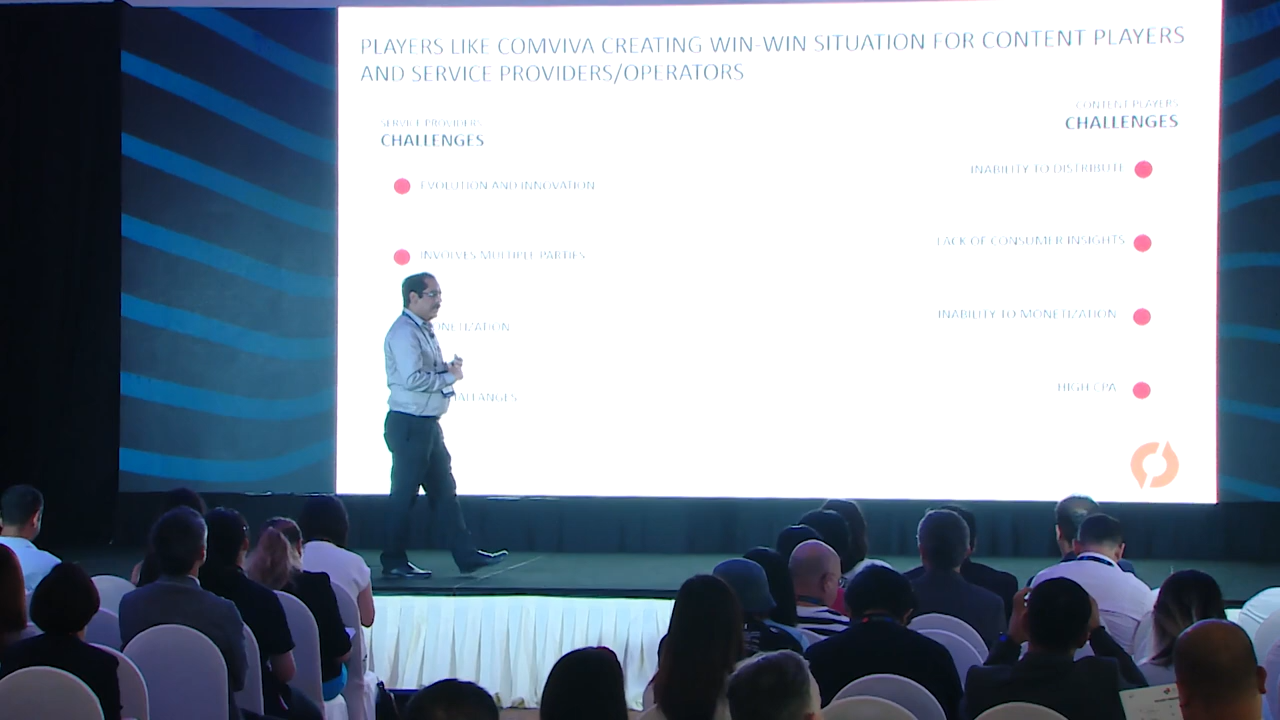 PLAYERS LIKE COMVIVA CREATING WIN-WIN SITUATION FOR CONTENT PLAYERS
AND SERVICE PROVIDERS/OPERATORS
SERVICE PROVIDERS
CHALLENGES
EVOLUTION AND INNOVATION
INVOLVES MULTIPLE PARTIES
ONETIZATION
HALLANGES
CONTENT PLAYERS
CHALLENGES
INABILITY TO DISTRIBUTE
LACK OF CONSUMER INSIGHTS
INABILITY TO MONETIZATION
HIGH CPA